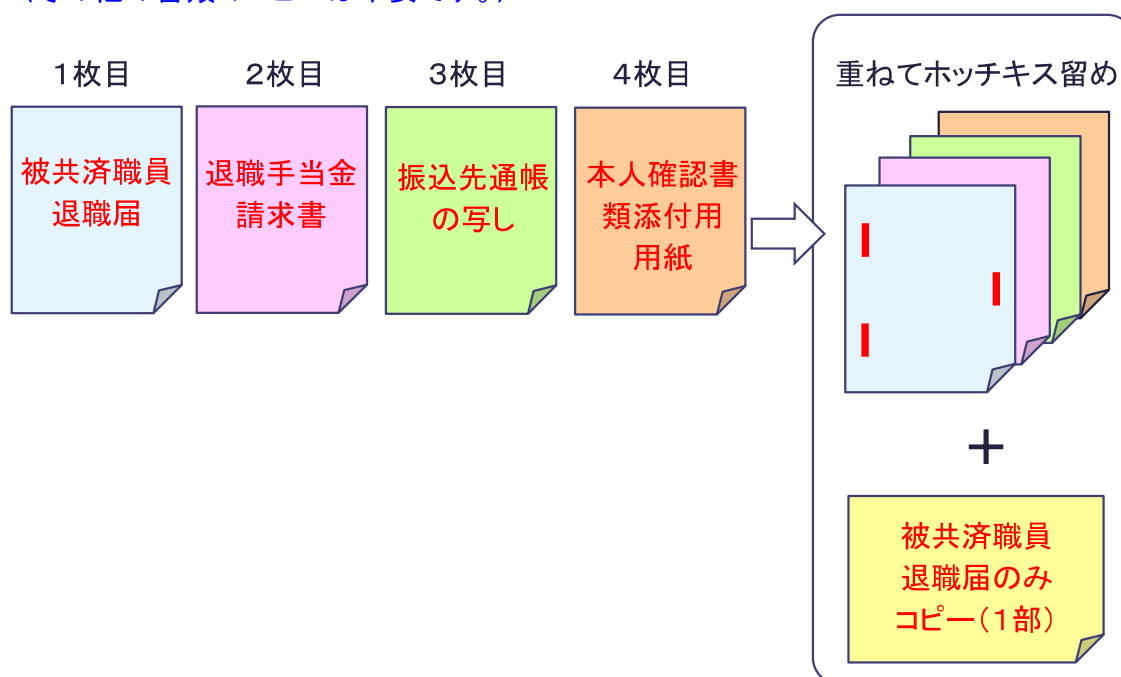 1枚目
2枚目
3枚目
4枚目
重ねてホッチキス留め
被共済職員
退職届
退職手当金
請求書
振込先通帳
の写し
本人確認書
類添付用
用紙
＋
被共済職員
退職届のみ
コピー（1部）